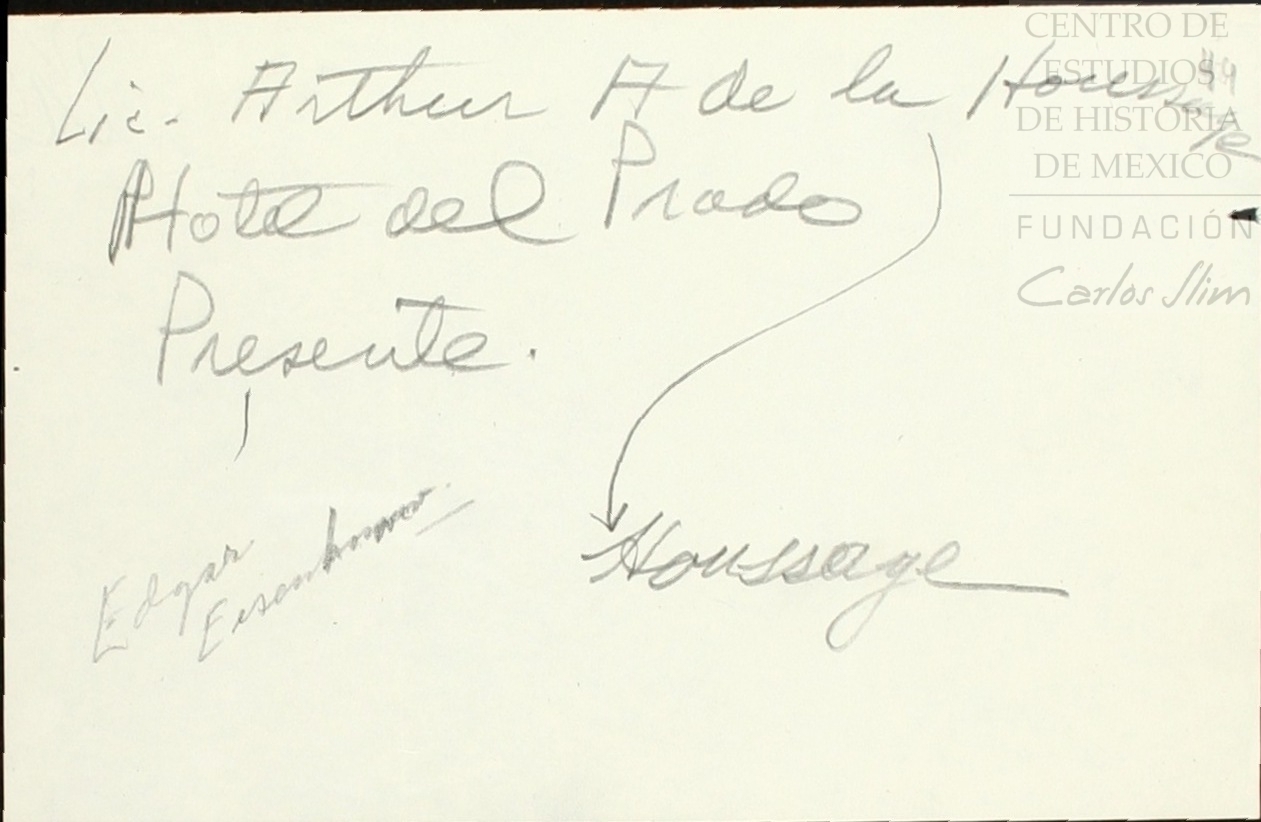 Lic. Arthur A de la Houssaye
Hotel del Prado
Presente.
Edgar
Eisenhower
Houssage
CENTRO DE
ESTUDIOS
DE HISTORIA
DE MEXICO
FUNDACIÓN
Carlos Slim